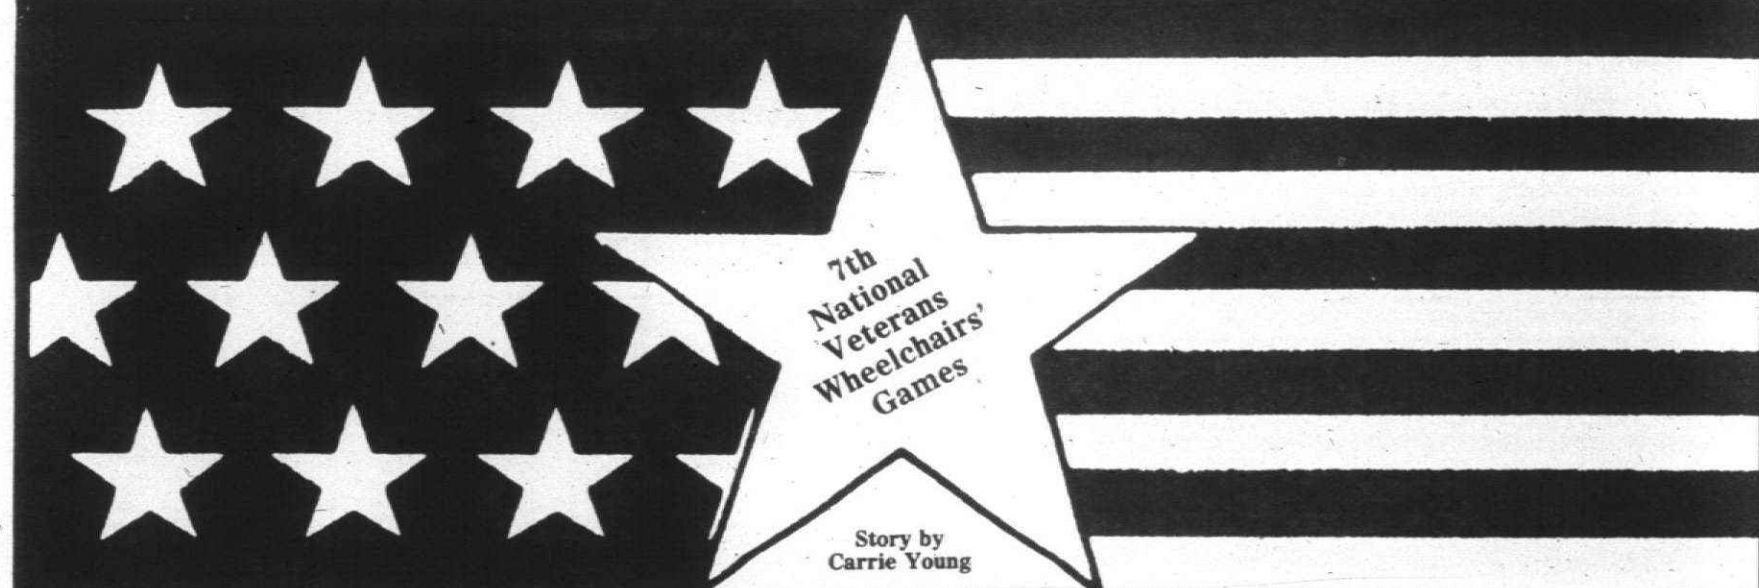 7th
National
Veterans
Wheelchairs'
Games
Story by
Carrie Young